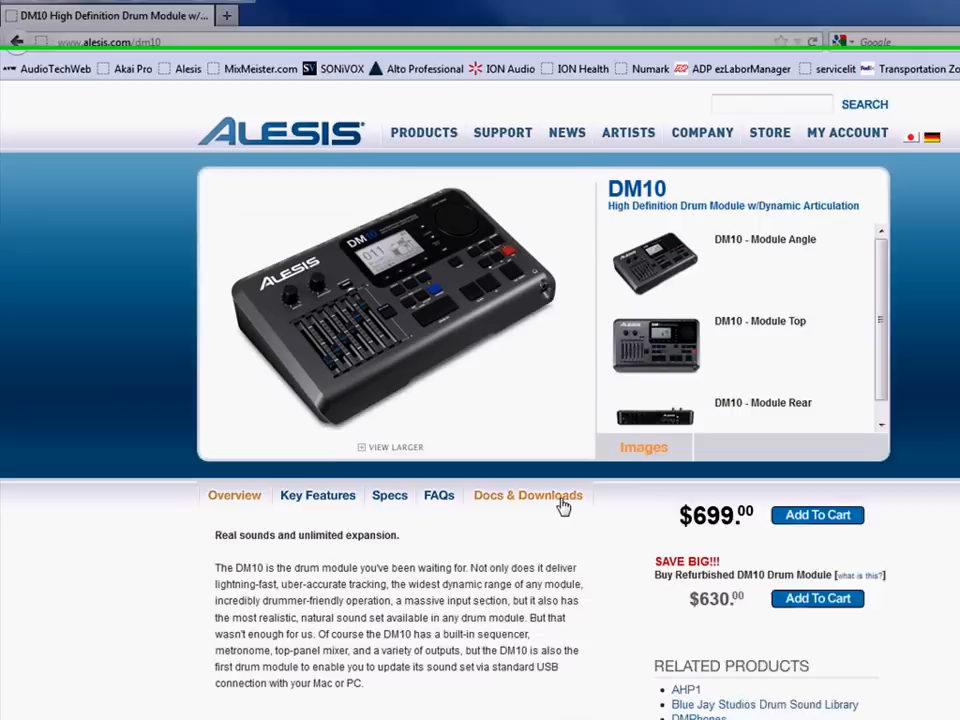 DM10 High Definition Drum Module w/...
www.alesis.com/dm10
Google
AudioTechWeb Akai Pro Alesis MixMeister.com SONiVOX Alto Professional ION Audio ION Health Numark ADP ezLaborManager servicelit Transportation Zo
SEARCH
ALESIS PRODUCTS SUPPORT NEWS ARTISTS COMPANY STORE MY ACCOUNT
DM10
High Definition Drum Module w/Dynamic Articulation
DM10 - Module Angle
DM10 - Module Top
DM10 - Module Rear
ALESIS
DM10
011
VIEW LARGER
Images
Overview Key Features Specs FAQs Docs & Downloads
Real sounds and unlimited expansion.
The DM10 is the drum module you've been waiting for. Not only does it deliver
lightning-fast, uber-accurate tracking, the widest dynamic range of any module,
incredibly drummer-friendly operation, a massive input section, but it also has
the most realistic, natural sound set available in any drum module. But that
wasn't enough for us. Of course the DM10 has a built-in sequencer,
metronome, top-panel mixer, and a variety of outputs, but the DM10 is also the
first drum module to enable you to update its sound set via standard USB
connection with your Mac or PC.
$699.00 Add To Cart
SAVE BIG!!!
Buy Refurbished DM10 Drum Module [what is this?]
$630.00 Add To Cart
RELATED PRODUCTS
AHP1
Blue Jay Studios Drum Sound Library
DMPhones